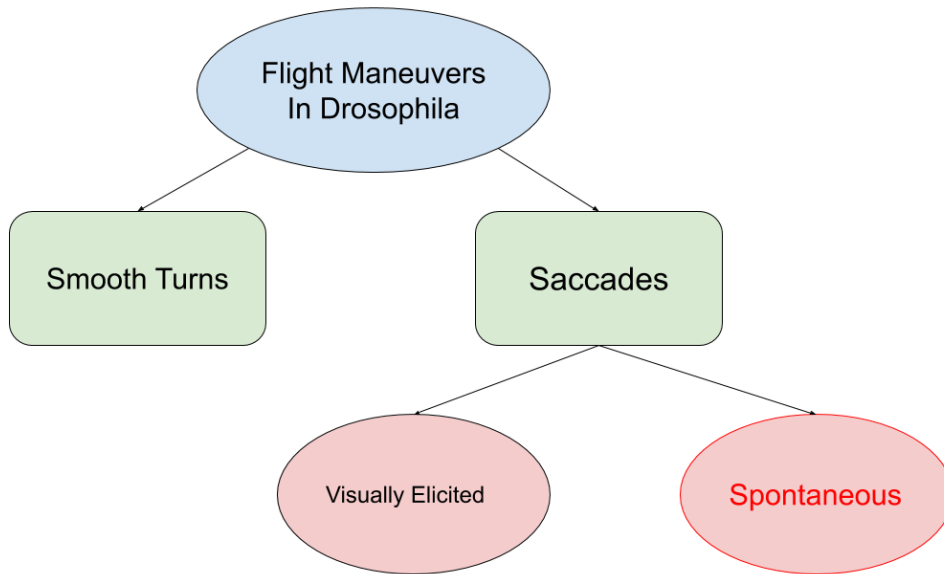 Flight Maneuvers
In Drosophila
Smooth Turns
Saccades
Visually Elicited
Spontaneous